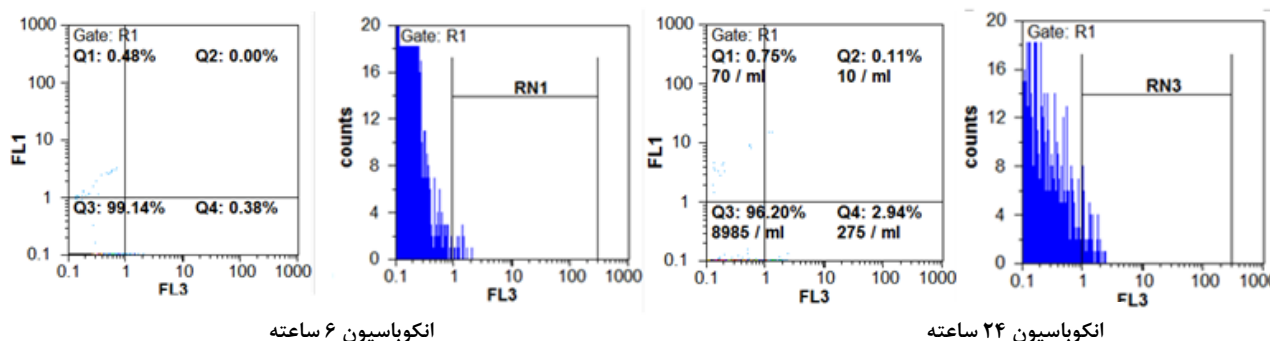 1000
100
10
1
0.1
FL1
Gate: R1
Q1: 0.48% Q2: 0.00%
Q3: 99.14% Q4: 0.38%
0.1 1 10 100 1000
FL3
20
16
12
8
4
0
counts
Gate: R1
RN1
0.1 1 10 100 1000
FL3
انکوباسیون ۶ ساعته
1000
100
10
1
0.1
FL1
Gate: R1
Q1: 0.75% Q2: 0.11%
70 / ml 10 / ml
Q3: 96.20% Q4: 2.94%
8985 / ml 275 / ml
0.1 1 10 100 1000
FL3
20
16
12
8
4
0
counts
Gate: R1
RN3
0.1 1 10 100 1000
FL3
انکوباسیون ۲۴ ساعته